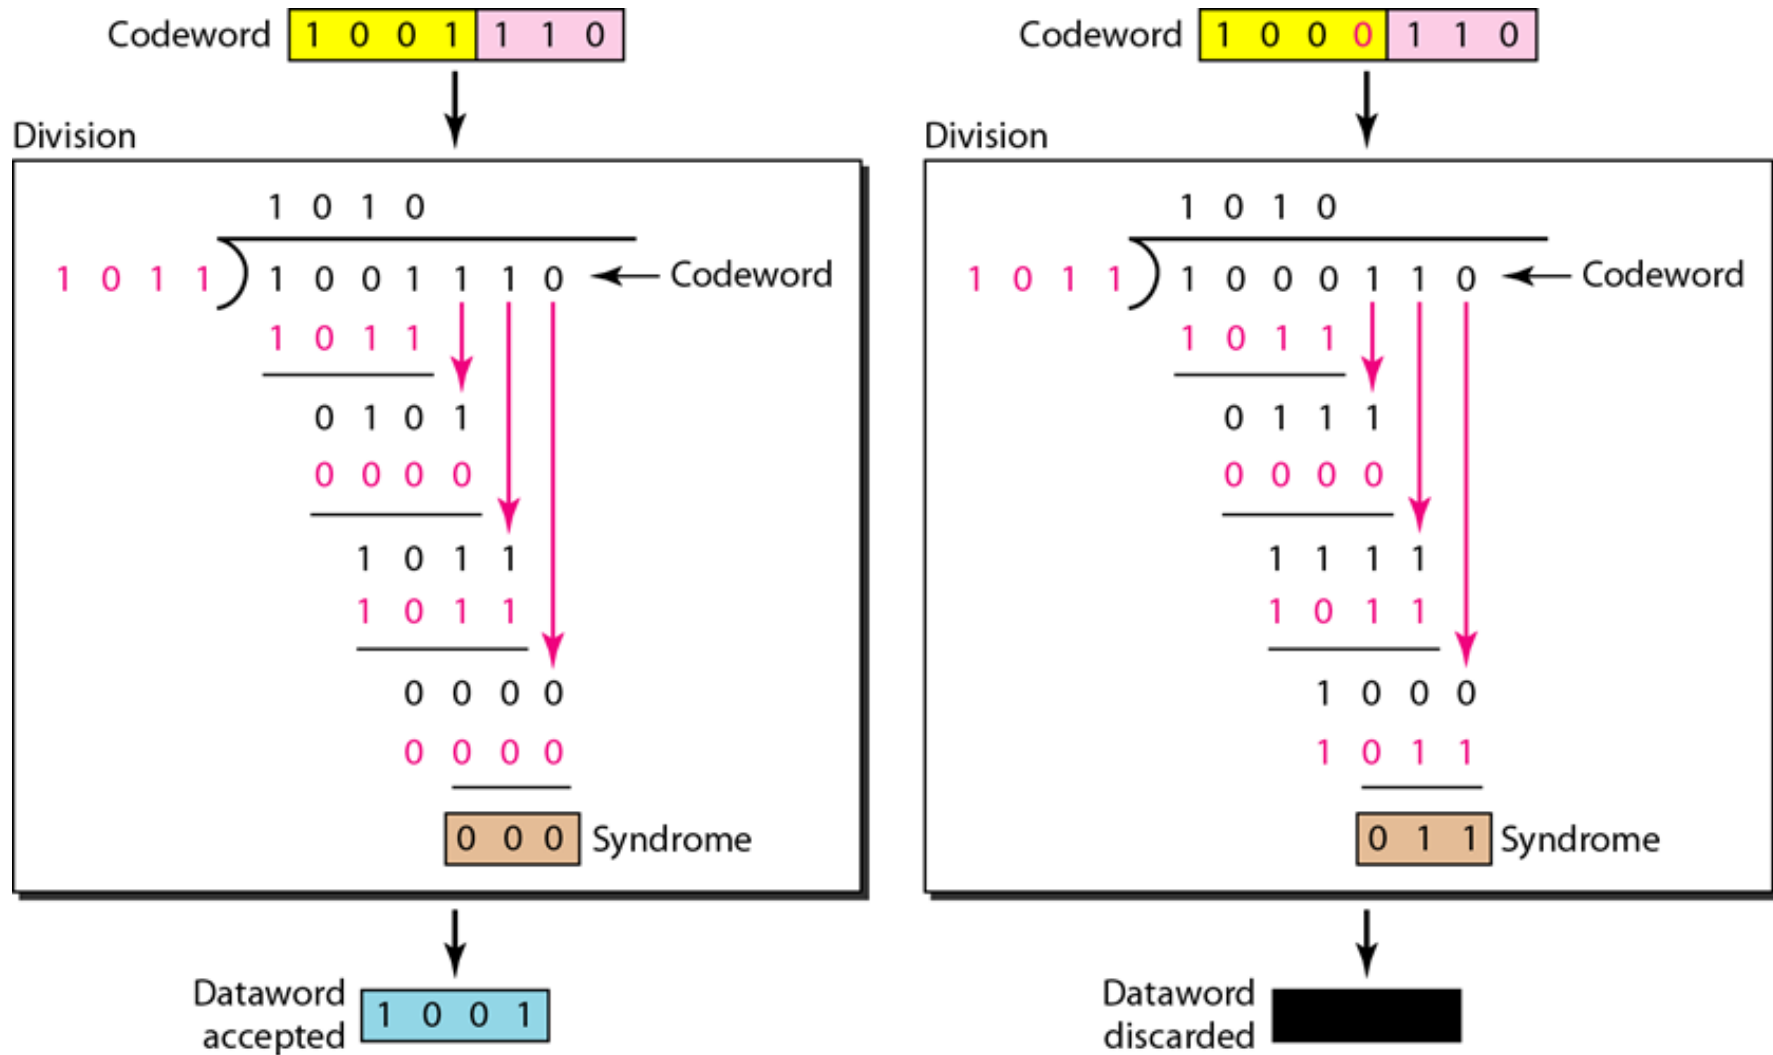 Codeword 1 0 0 1 1 1 0
Division
1 0 1 0
1 0 1 1 1 0 0 1 1 1 0 Codeword
1 0 1 1
0 1 0 1
0 0 0 0
1 0 1 1
1 0 1 1
0 0 0 0
0 0 0 0
0 0 0 Syndrome
Dataword
accepted
1 0 0 1
Codeword 1 0 0 0 1 1 0
Division
1 0 1 0
1 0 1 1 1 0 0 0 1 1 0 Codeword
1 0 1 1
0 1 1 1
0 0 0 0
1 1 1 1
1 0 1 1
1 0 0 0
1 0 1 1
0 1 1 Syndrome
Dataword
discarded